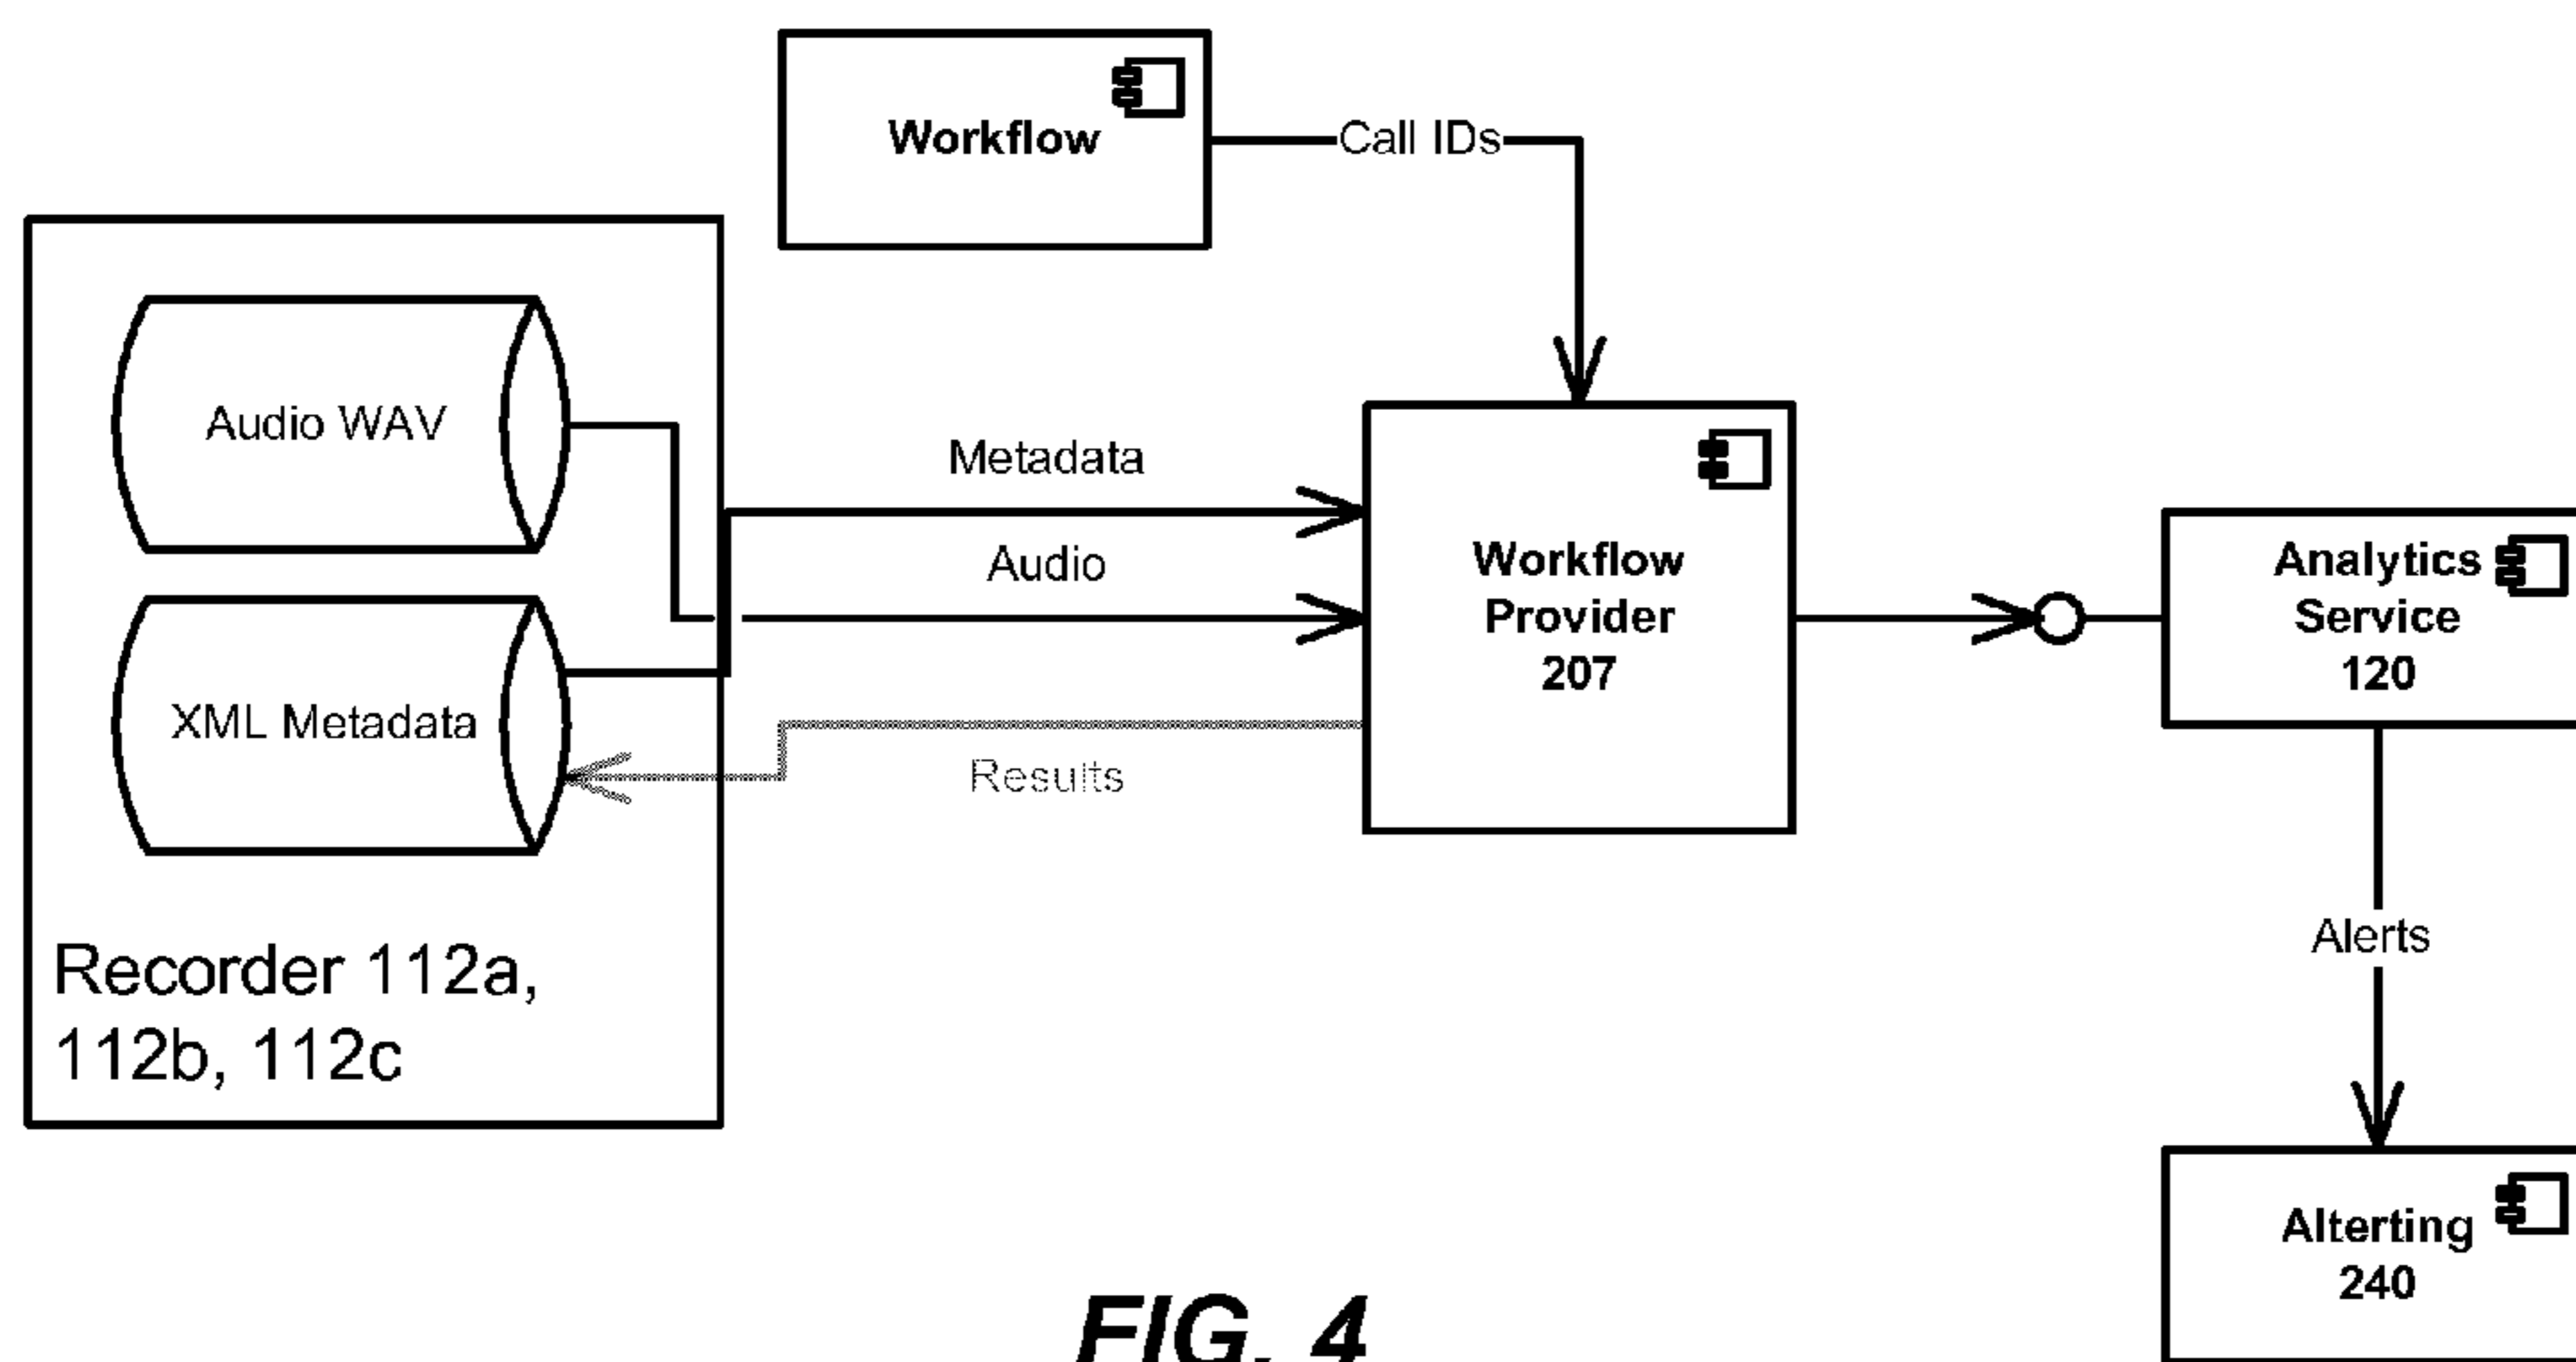 Workflow
Call IDs
Audio WAV
Metadata
Audio
XML Metadata
Results
Recorder 112a,
112b, 112c
Workflow
Provider
207
Analytics
Service
120
Alerts
Alterting
240
FIG. 4